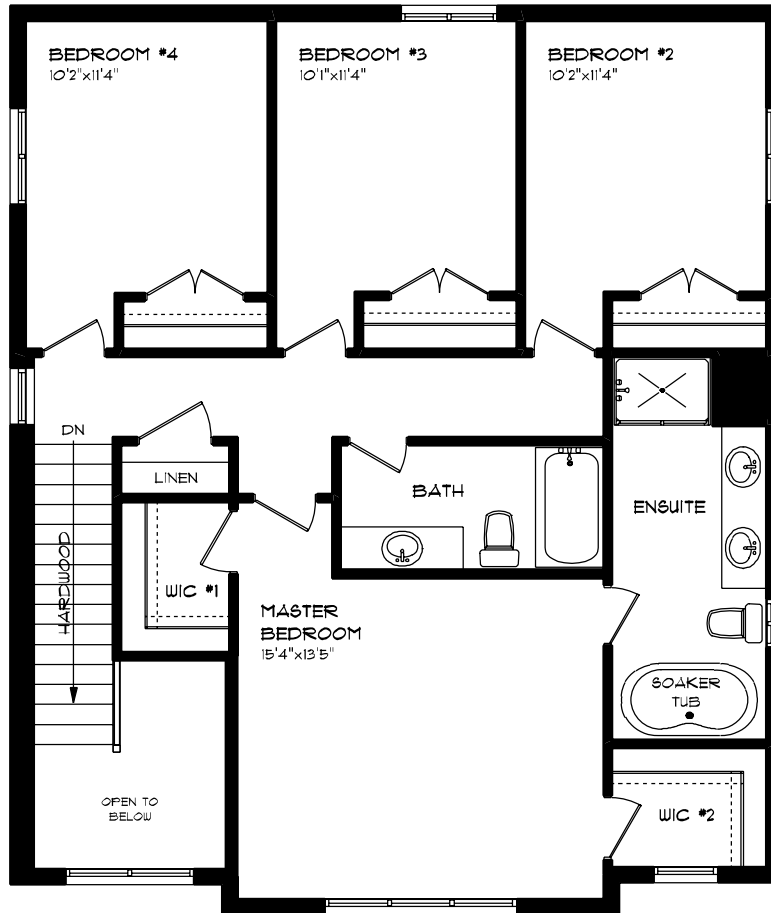 BEDROOM #4
10'2"x11'4"
BEDROOM #3
10'1"x11'4"
BEDROOM #2
10'2"x11'4"
DN
LINEN
BATH
ENSUITE
HARDWOOD
WIC #1
MASTER
BEDROOM
15'4"x13'5"
SOAKER
TUB
OPEN TO
BELOW
WIC #2